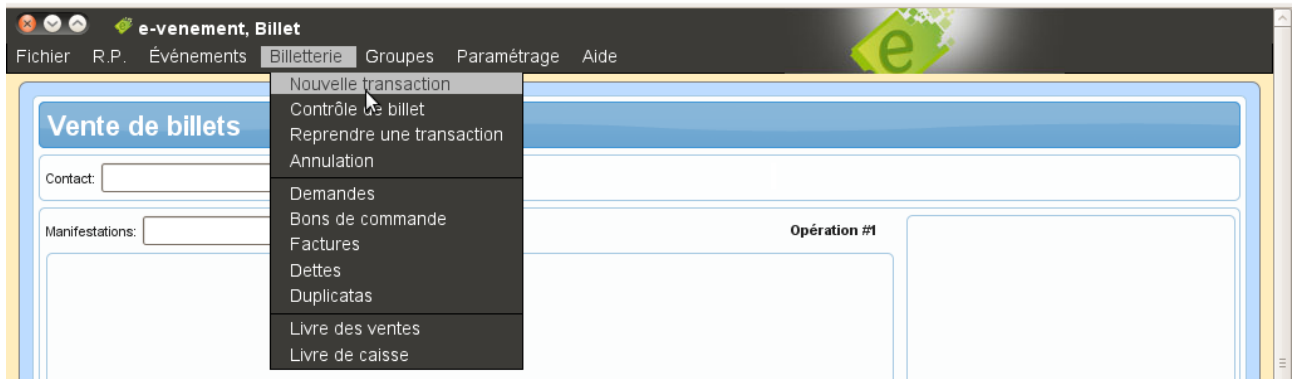 e-venement, Billet
Fichier R.P. Événements Billetterie Groupes Paramétrage Aide
Nouvelle transaction
Contrôle de billet
Reprendre une transaction
Annulation
Demandes
Bons de commande
Factures
Dettes
Duplicatas
Livre des ventes
Livre de caisse
Vente de billets
Contact:
Manifestations:
Opération #1
e